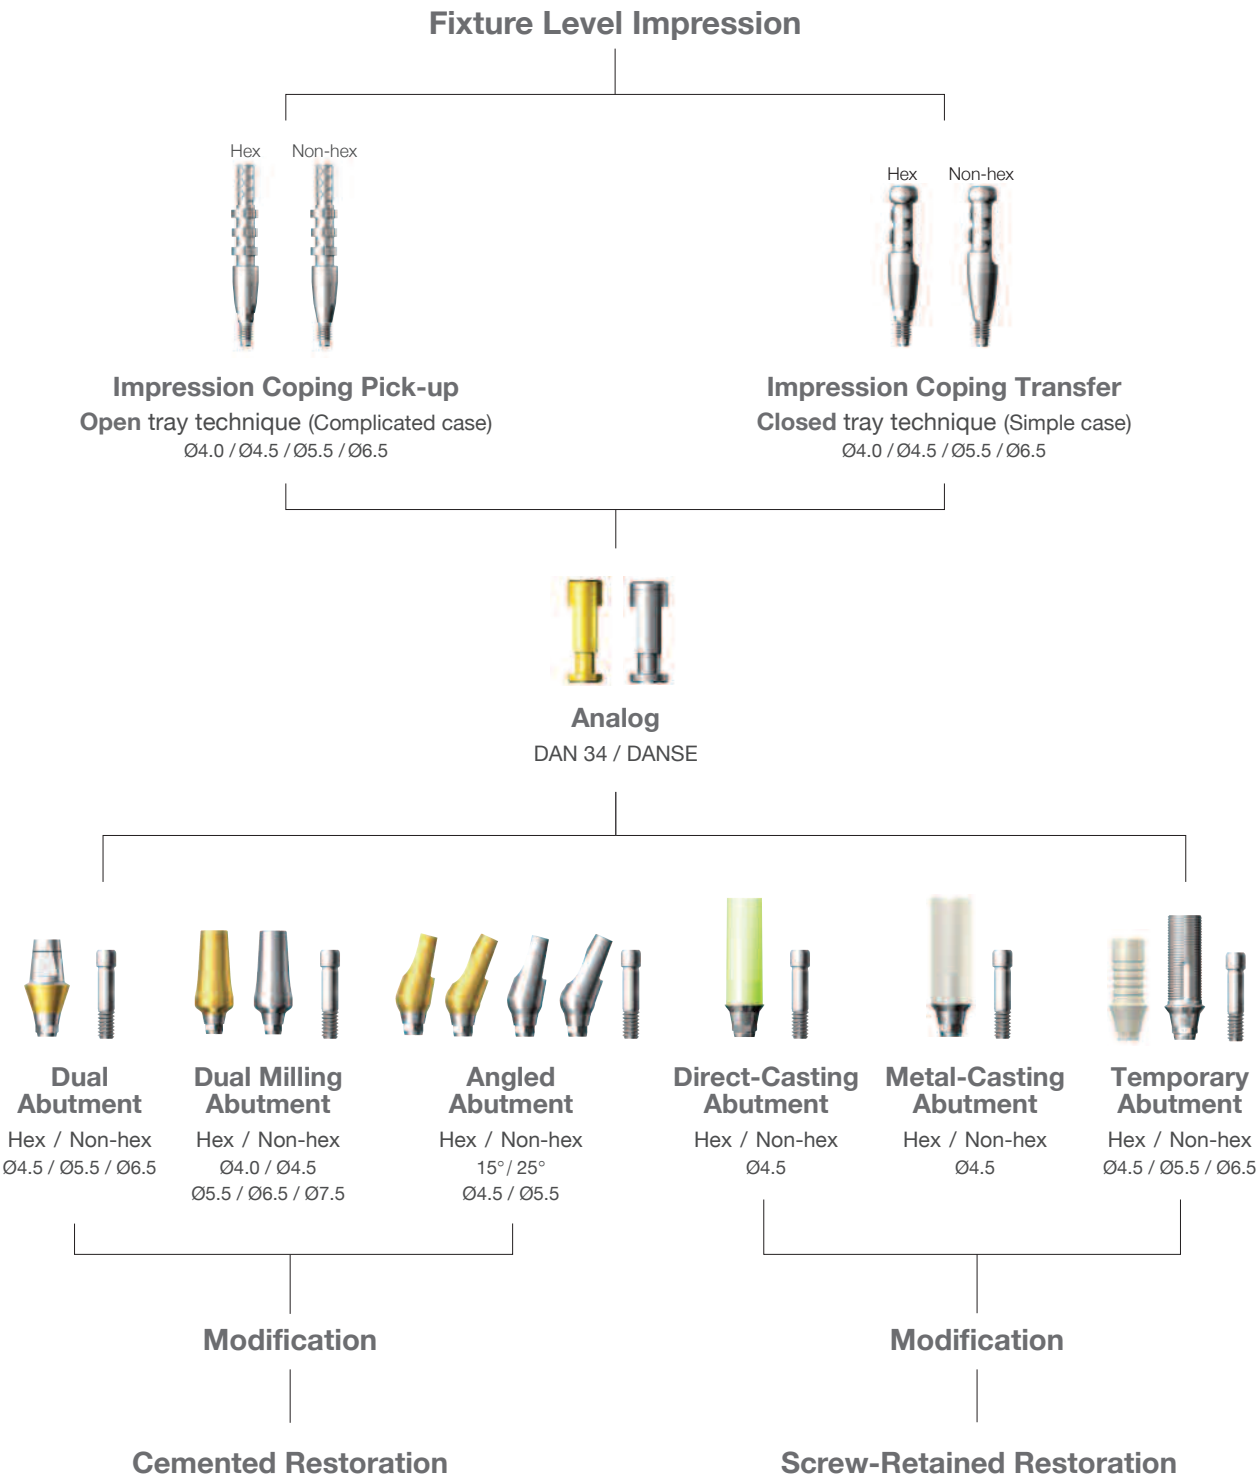 Fixture Level Impression
Hex Non-hex
Hex Non-hex
Impression Coping Pick-up
Open tray technique (Complicated case)
Ø4.0 / Ø4.5 / Ø5.5 / Ø6.5
Impression Coping Transfer
Closed tray technique (Simple case)
Ø4.0 / Ø4.5 / Ø5.5 / Ø6.5
Analog
DAN 34 / DANSE
Dual
Abutment
Hex / Non-hex
Ø4.5 / Ø5.5 / Ø6.5
Dual Milling
Abutment
Hex / Non-hex
Ø4.0 / Ø4.5
Ø5.5 / Ø6.5 / Ø7.5
Angled
Abutment
Hex / Non-hex
15°/ 25°
Ø4.5 / Ø5.5
Direct-Casting
Abutment
Hex / Non-hex
Ø4.5
Metal-Casting
Abutment
Hex / Non-hex
Ø4.5
Temporary
Abutment
Hex / Non-hex
Ø4.5 / Ø5.5 / Ø6.5
Modification
Cemented Restoration
Modification
Screw-Retained Restoration